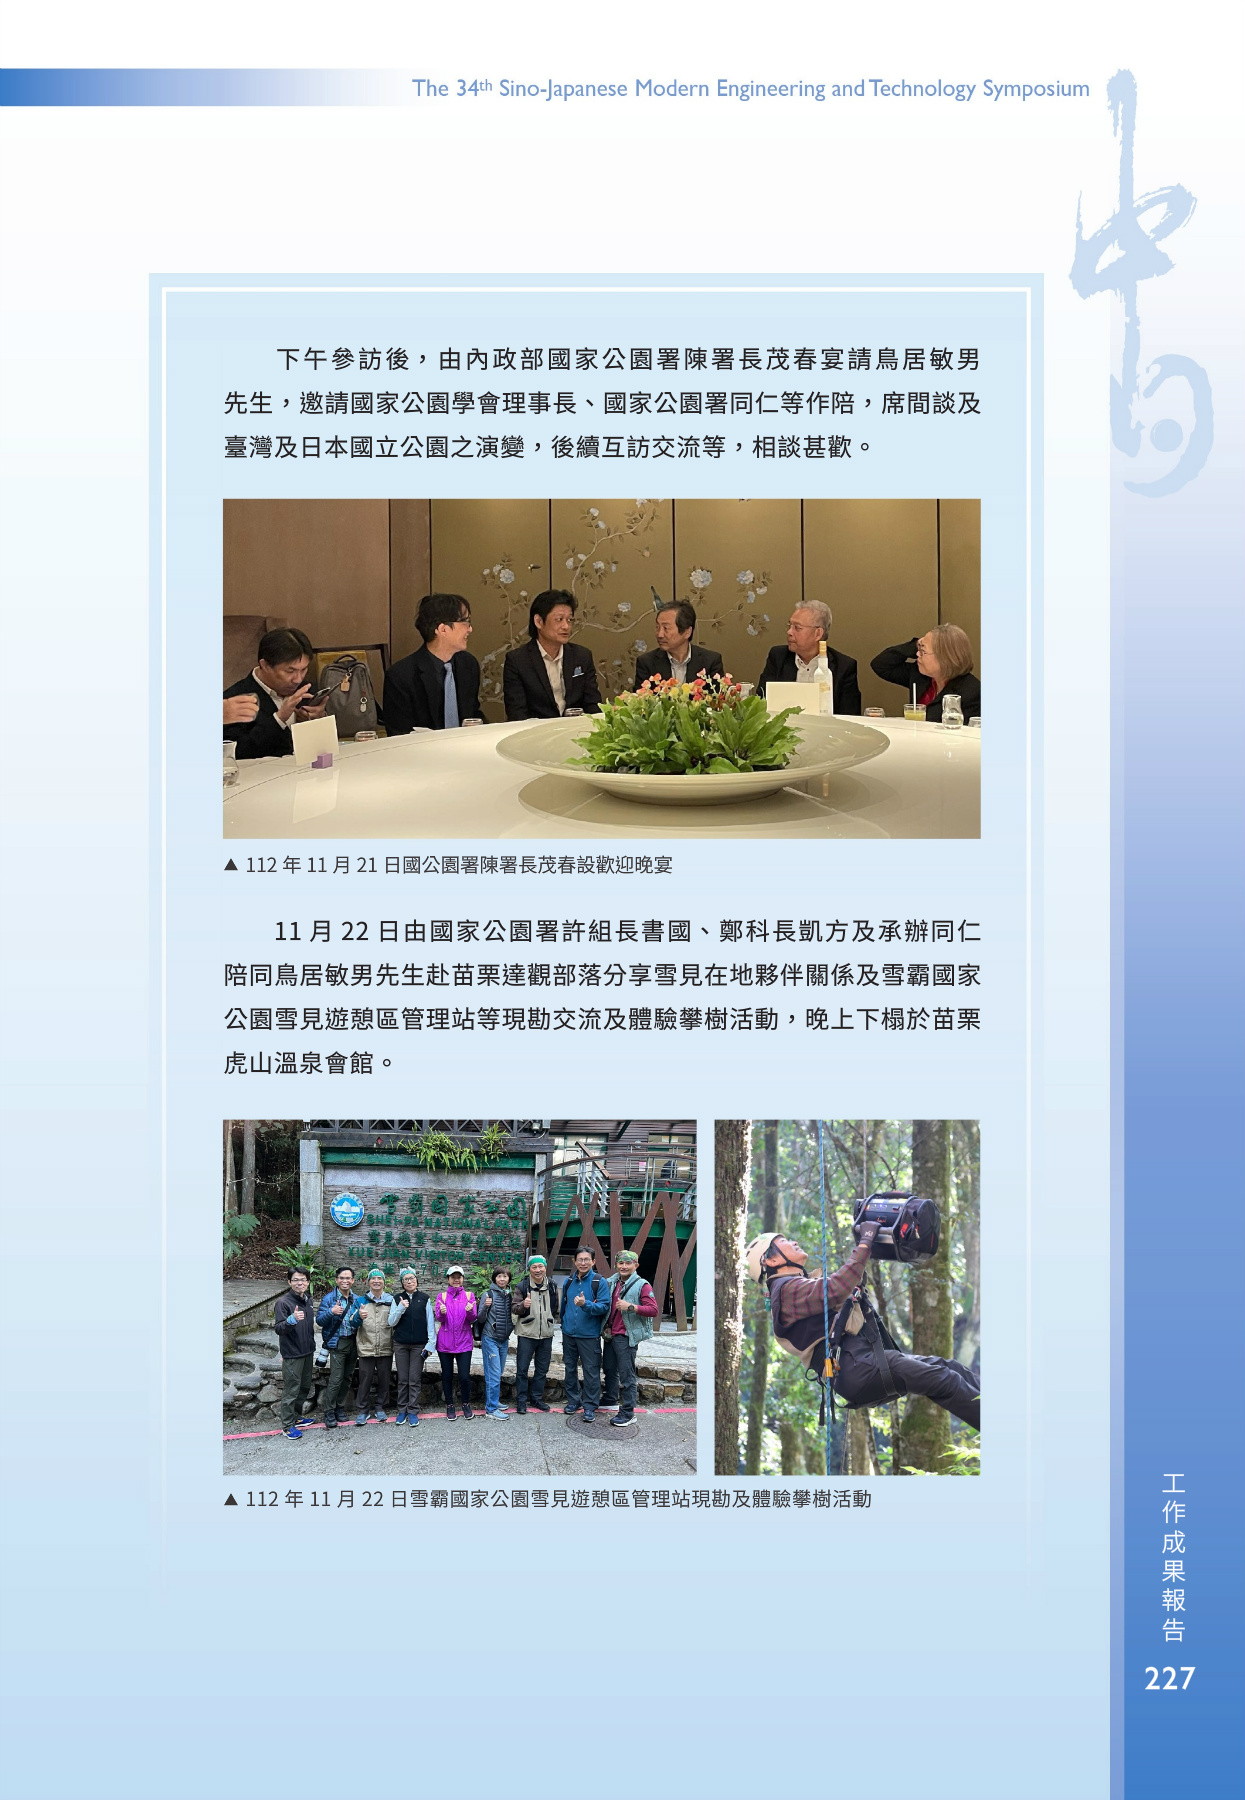 The 34th Sino-Japanese Modern Engineering and Technology Symposium
下午參訪後，由內政部國家公園署陳署長茂春宴請鳥居敏男
先生，邀請國家公園學會理事長、國家公園署同仁等作陪，席間談及
臺灣及日本國立公園之演變，後續互訪交流等，相談甚歡。
▲ 112 年 11 月 21 日國公園署陳署長茂春設歡迎晚宴
11 月 22 日由國家公園署許組長書國、鄭科長凱方及承辦同仁
陪同鳥居敏男先生赴苗栗達觀部落分享雪見在地夥伴關係及雪霸國家
公園雪見遊憩區管理站等現勘交流及體驗攀樹活動，晚上下榻於苗栗
虎山溫泉會館。
雪霸國家公園
SHEI-PA NATIONAL PARK
XUE JIAN VISITOR CENTER
▲ 112 年 11 月 22 日雪霸國家公園雪見遊憩區管理站現勘及體驗攀樹活動
工作成果報告
227